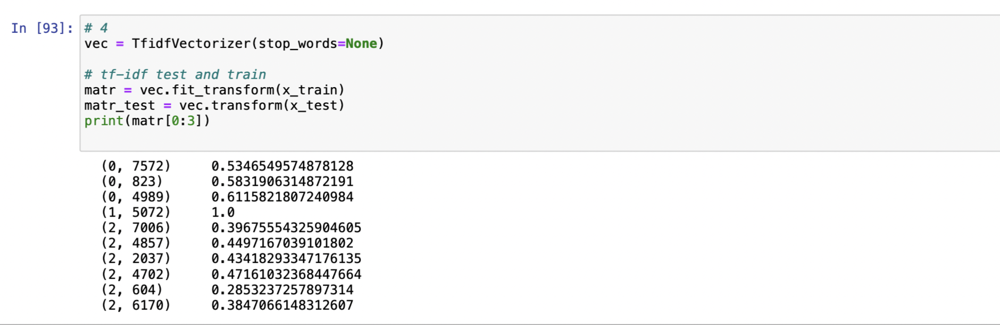 In [93]:
# 4
vec = TfidfVectorizer(stop_words=None)
# tf-idf test and train
matr = vec.fit_transform(x_train)
matr_test = vec.transform(x_test)
print(matr[0:3])
(0, 7572) 0.5346549574878128
(0, 823) 0.5831906314872191
(0, 4989) 0.6115821807240984
(1, 5072) 1.0
(2, 7006) 0.39675554325904605
(2, 4857) 0.4497167039101802
(2, 2037) 0.43418293347176135
(2, 4702) 0.47161032368447664
(2, 604) 0.2853237257897314
(2, 6170) 0.3847066148312607